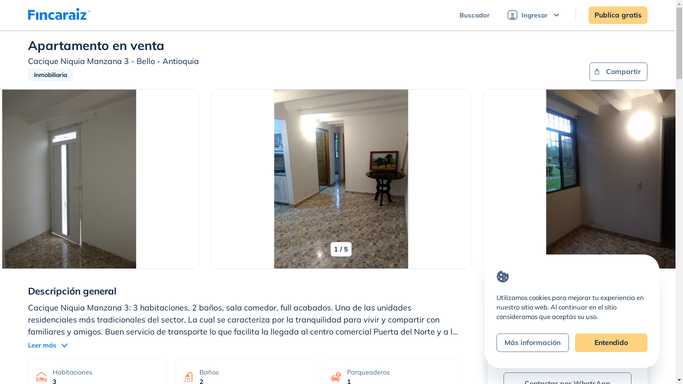 Fincaraiz
Buscador
Ingresar
Publica gratis
Apartamento en venta
Cacique Niquia Manzana 3 - Bello - Antioquia
Inmobiliaria
Compartir
1 / 5
Descripción general
Cacique Niquia Manzana 3: 3 habitaciones, 2 baños, sala comedor, full acabados. Una de las unidades
residenciales más tradicionales del sector. La cual se caracteriza por la tranquilidad para vivir y compartir con
familiares y amigos. Buen servicio de transporte lo que facilita la llegada al centro comercial Puerta del Norte y a l...
Leer más
Habitaciones
3
Baños
2
Parqueaderos
1
Utilizamos cookies para mejorar tu experiencia en
nuestro sitio web. Al continuar en el sitio
consideramos que aceptas su uso.
Más información
Entendido
Contactar por WhatsApp